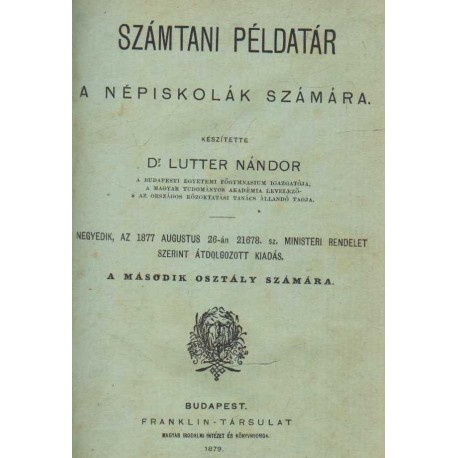 SZÁMTANI PÉLDATÁR
A NÉPISKOLÁK SZÁMÁRA.
KÉSZÍTETTE
Dr LUTTER NÁNDOR
A BUDAPESTI EGYETEMI FŐGYMNASIUM IGAZGATÓJA,
A MAGYAR TUDOMÁNYOS AKADÉMIA LEVELEZŐ-
S AZ ORSZÁGOS KÖZOKTATÁSI TANÁCS ÁLLANDÓ TAGJA.
NEGYEDIK, AZ 1877 AUGUSTUS 26-án 21678. sz. MINISTERI RENDELET
SZERINT ÁTDOLGOZOTT KIADÁS.
A MÁSODIK OSZTÁLY SZÁMÁRA.
BUDAPEST.
FRANKLIN-TÁRSULAT
MAGYAR IRODALMI INTÉZET ÉS KÖNYVNYOMDA.
1879.